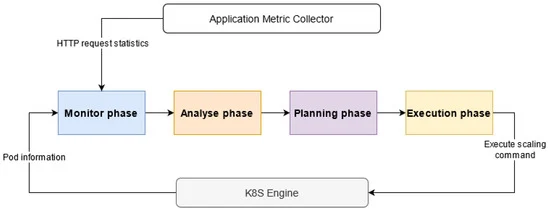 Application Metric Collector
HTTP request statistics
Monitor phase
Analyse phase
Planning phase
Execution phase
Pod information
Execute scaling
command
K8S Engine